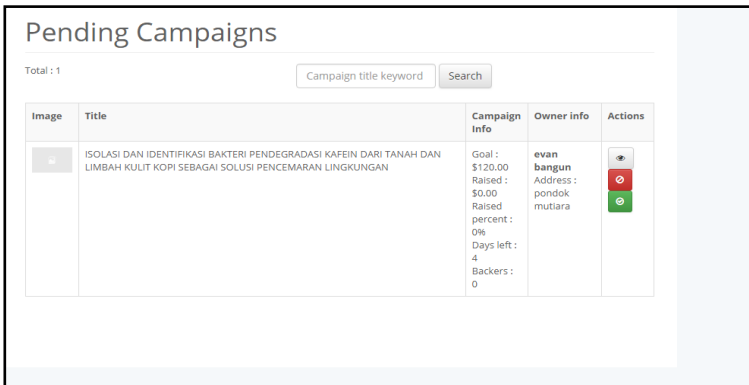 Pending Campaigns
Total : 1
Campaign title keyword
Search
Image
Title
Campaign
Info
Owner info
Actions
ISOLASI DAN IDENTIFIKASI BAKTERI PENDEGRADASI KAFEIN DARI TANAH DAN
LIMBAH KULIT KOPI SEBAGAI SOLUSI PENCEMARAN LINGKUNGAN
Goal :
$120.00
Raised :
$0.00
Raised
percent :
0%
Days left :
4
Backers :
0
evan
bangun
Address :
pondok
mutiara